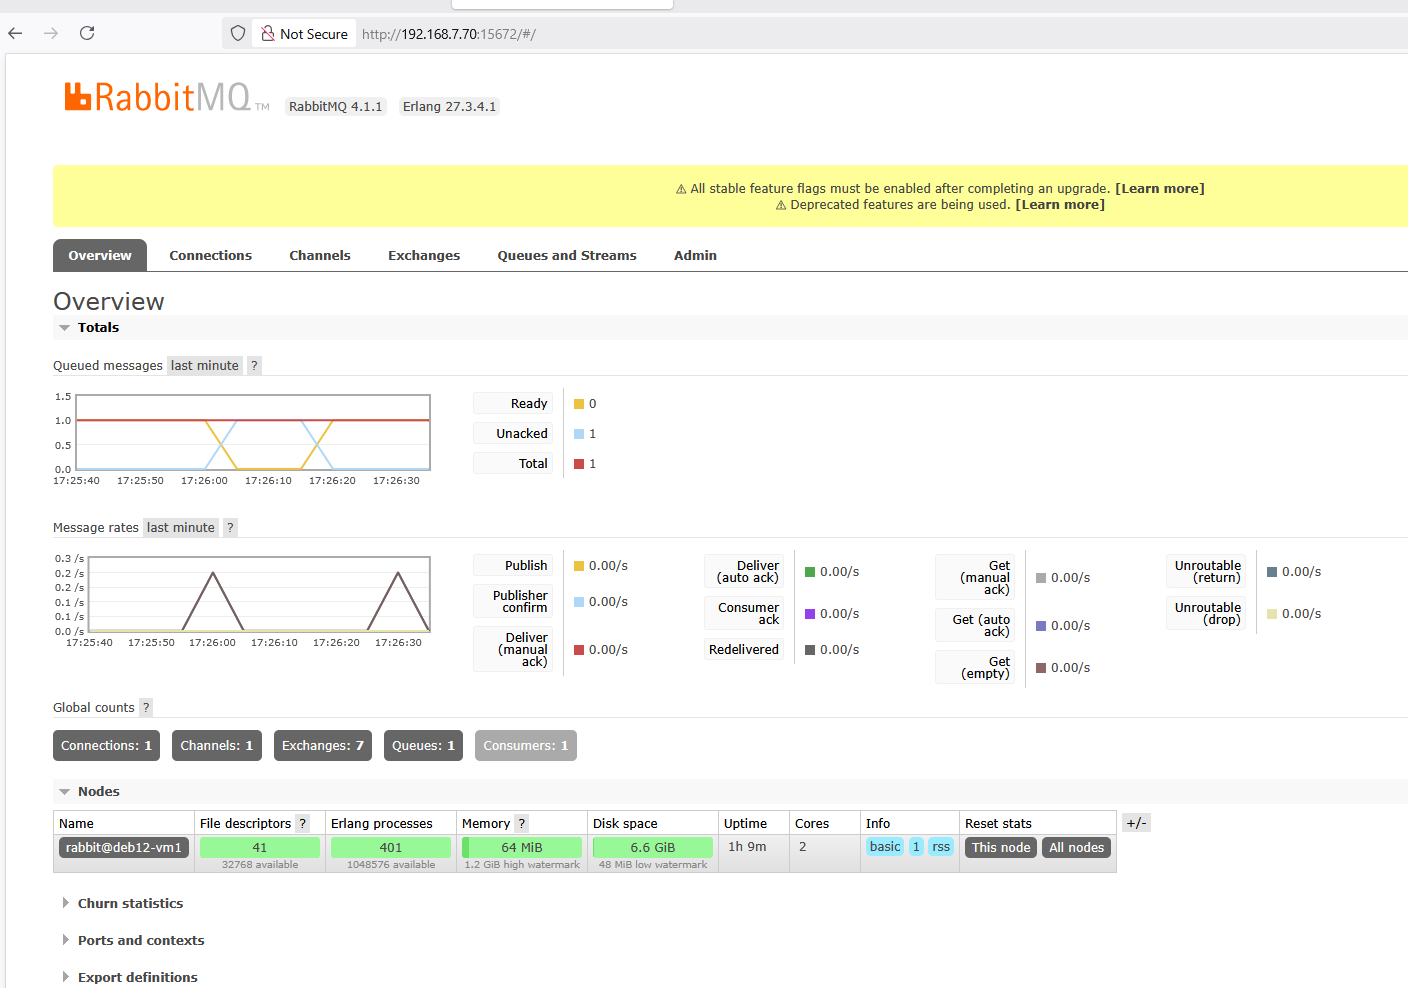 Not Secure http://192.168.7.70:15672/#/
RabbitMQ TM RabbitMQ 4.1.1 Erlang 27.3.4.1
⚠ All stable feature flags must be enabled after completing an upgrade. [Learn more]
⚠ Deprecated features are being used. [Learn more]
Overview Connections Channels Exchanges Queues and Streams Admin
Overview
Totals
Queued messages last minute ?
1.5
1.0
0.5
0.0
17:25:40 17:25:50 17:26:00 17:26:10 17:26:20 17:26:30
Ready 0
Unacked 1
Total 1
Message rates last minute ?
0.3 /s
0.2 /s
0.2 /s
0.1 /s
0.1 /s
0.0 /s
17:25:40 17:25:50 17:26:00 17:26:10 17:26:20 17:26:30
Publish 0.00/s
Publisher
confirm 0.00/s
Deliver
(manual
ack) 0.00/s
Deliver
(auto ack) 0.00/s
Consumer
ack 0.00/s
Redelivered 0.00/s
Get
(manual
ack) 0.00/s
Get (auto
ack) 0.00/s
Get
(empty) 0.00/s
Unroutable
(return) 0.00/s
Unroutable
(drop) 0.00/s
Global counts ?
Connections: 1 Channels: 1 Exchanges: 7 Queues: 1 Consumers: 1
Nodes
Name File descriptors ? Erlang processes Memory ? Disk space Uptime Cores Info Reset stats +/-
rabbit@deb12-vm1 41 401 64 MiB 6.6 GiB 1h 9m 2 basic 1 rss This node All nodes
32768 available 1048576 available 1.2 GiB high watermark 48 MiB low watermark
Churn statistics
Ports and contexts
Export definitions